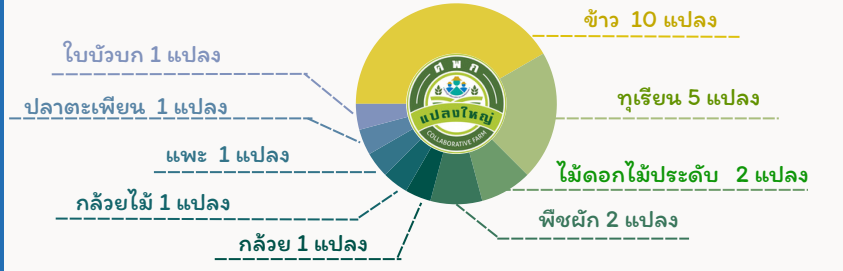 ข้าว 10 แปลง
ใบบัวบก 1 แปลง
ศพก
ปลาตะเพียน 1 แปลง
ทุเรียน 5 แปลง
แปลงใหญ่
COLLABORATIVE FARM
แพะ 1 แปลง
ไม้ดอกไม้ประดับ 2 แปลง
กล้วยไม้ 1 แปลง
พืชผัก 2 แปลง
กล้วย 1 แปลง